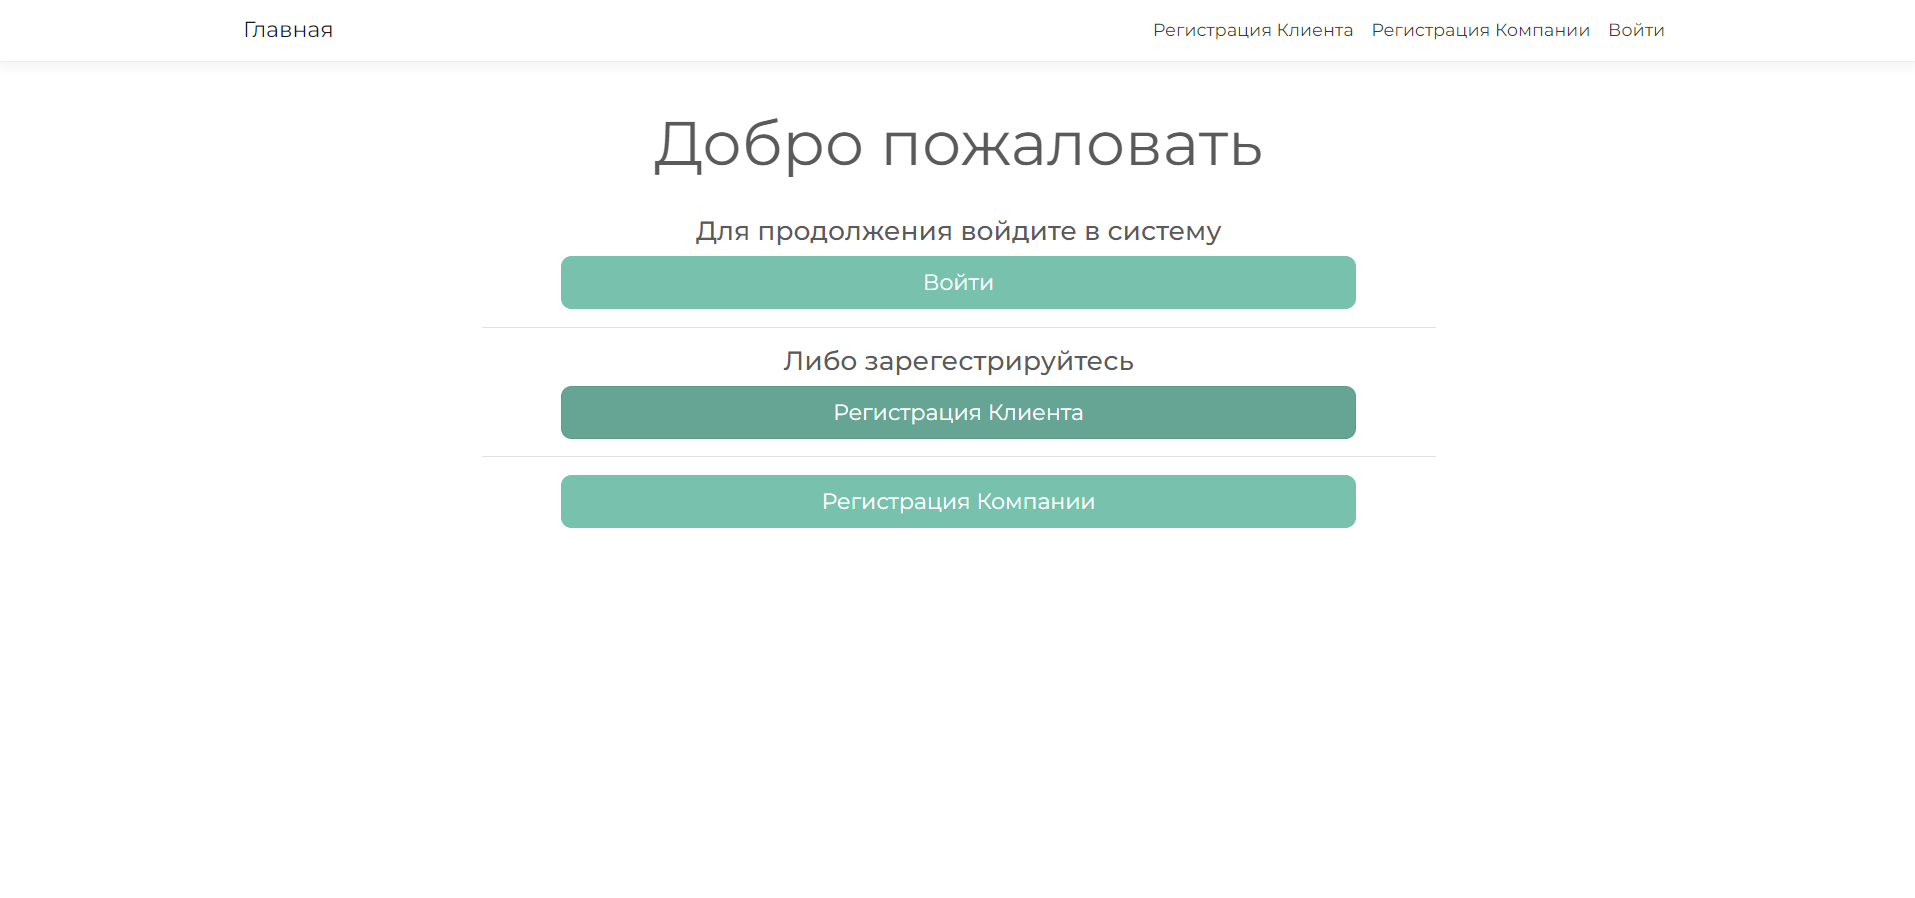 Главная
Регистрация Клиента
Регистрация Компании
Войти
Добро пожаловать
Для продолжения войдите в систему
Войти
Либо зарегестрируйтесь
Регистрация Клиента
Регистрация Компании